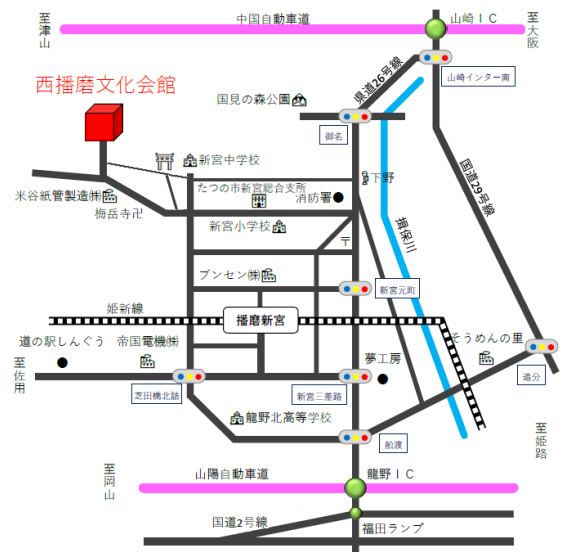 至津山
中国自動車道
山崎ＩＣ
至大阪
西播磨文化会館
県道26号線
山崎インター南
国見の森公園
御名
国道29号線
新宮中学校
下野
たつの市新宮総合支所
米谷紙管製造㈱
消防署
梅岳寺卍
新宮小学校
揖保川
〒
ブンセン㈱
新宮元町
姫新線
播磨新宮
そうめんの里
道の駅しんぐう
帝国電機㈱
夢工房
至佐用
追分
芝田橋北詰
新宮三差路
龍野北高等学校
船渡
至姫路
至岡山
山陽自動車道
龍野ＩＣ
国道2号線
福田ランプ